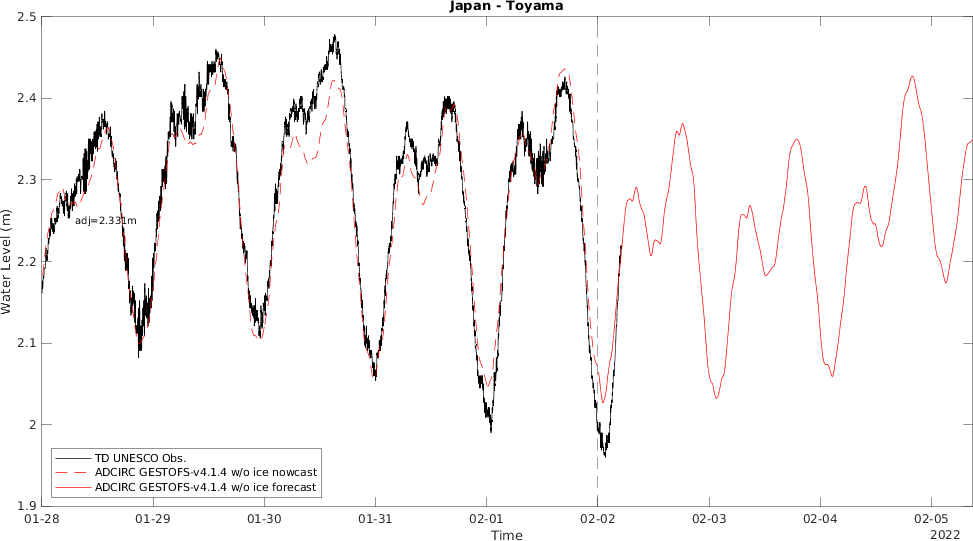 Japan - Toyama
2.5
2.4
2.3
2.2
2.1
2
1.9
Water Level (m)
adj=2.331m
TD UNESCO Obs.
ADCIRC GESTOFS-v4.1.4 w/o ice nowcast
ADCIRC GESTOFS-v4.1.4 w/o ice forecast
01-28 01-29 01-30 01-31 02-01 02-02 02-03 02-04 02-05
Time
2022